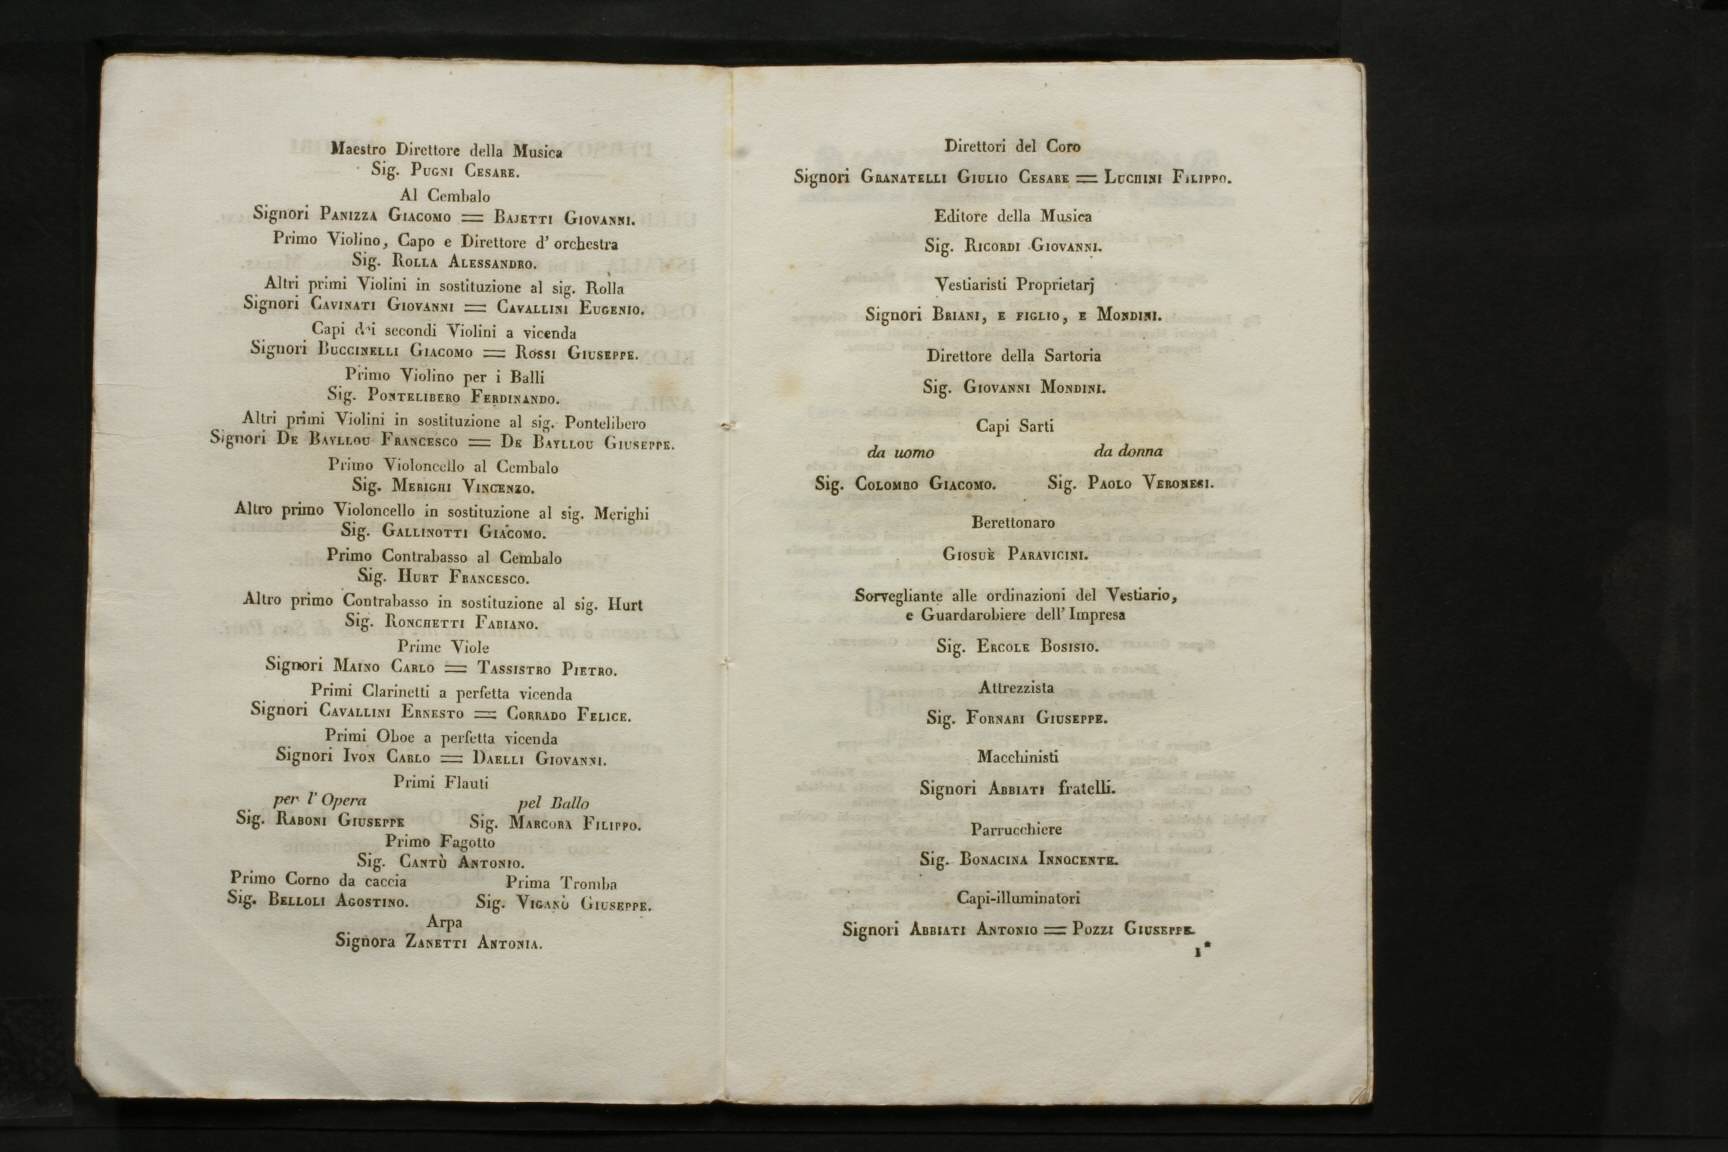 Maestro Direttore della Musica
Sig. Pugni Cesare.
Al Cembalo
Signori Panizza Giacomo = Bajetti Giovanni.
Primo Violino, Capo e Direttore d' orchestra
Sig. Rolla Alessandro.
Altri primi Violini in sostituzione al sig. Rolla
Signori Cavinati Giovanni = Cavallini Eugenio.
Capi dei secondi Violini a vicenda
Signori Buccinelli Giacomo = Rossi Giuseppe.
Primo Violino per i Balli
Sig. Pontelibero Ferdinando.
Altri primi Violini in sostituzione al sig. Pontelibero
Signori De Bayllou Francesco = De Bayllou Giuseppe.
Primo Violoncello al Cembalo
Sig. Merighi Vincenzo.
Altro primo Violoncello in sostituzione al sig. Merighi
Sig. Gallinotti Giacomo.
Primo Contrabasso al Cembalo
Sig. Hurt Francesco.
Altro primo Contrabasso in sostituzione al sig. Hurt
Sig. Ronchetti Fabiano.
Prime Viole
Signori Maino Carlo = Tassistro Pietro.
Primi Clarinetti a perfetta vicenda
Signori Cavallini Ernesto = Corrado Felice.
Primi Oboe a perfetta vicenda
Signori Ivon Carlo = Daelli Giovanni.
Primi Flauti
per l' Opera pel Ballo
Sig. Raboni Giuseppe Sig. Marcora Filippo.
Primo Fagotto
Sig. Cantù Antonio.
Primo Corno da caccia Prima Tromba
Sig. Belloli Agostino. Sig. Viganò Giuseppe.
Arpa
Signora Zanetti Antonia.
Direttori del Coro
Signori Granatelli Giulio Cesare = Luchini Filippo.
Editore della Musica
Sig. Ricordi Giovanni.
Vestiaristi Proprietarj
Signori Briani, e figlio, e Mondini.
Direttore della Sartoria
Sig. Giovanni Mondini.
Capi Sarti
da uomo da donna
Sig. Colombo Giacomo. Sig. Paolo Veronesi.
Berettonaro
Giosuè Paravicini.
Sorvegliante alle ordinazioni del Vestiario,
e Guardarobiere dell' Impresa
Sig. Ercole Bosisio.
Attrezzista
Sig. Fornari Giuseppe.
Macchinisti
Signori Abbiati fratelli.
Parrucchiere
Sig. Bonacina Innocente.
Capi-illuminatori
Signori Abbiati Antonio = Pozzi Giuseppe.
1*